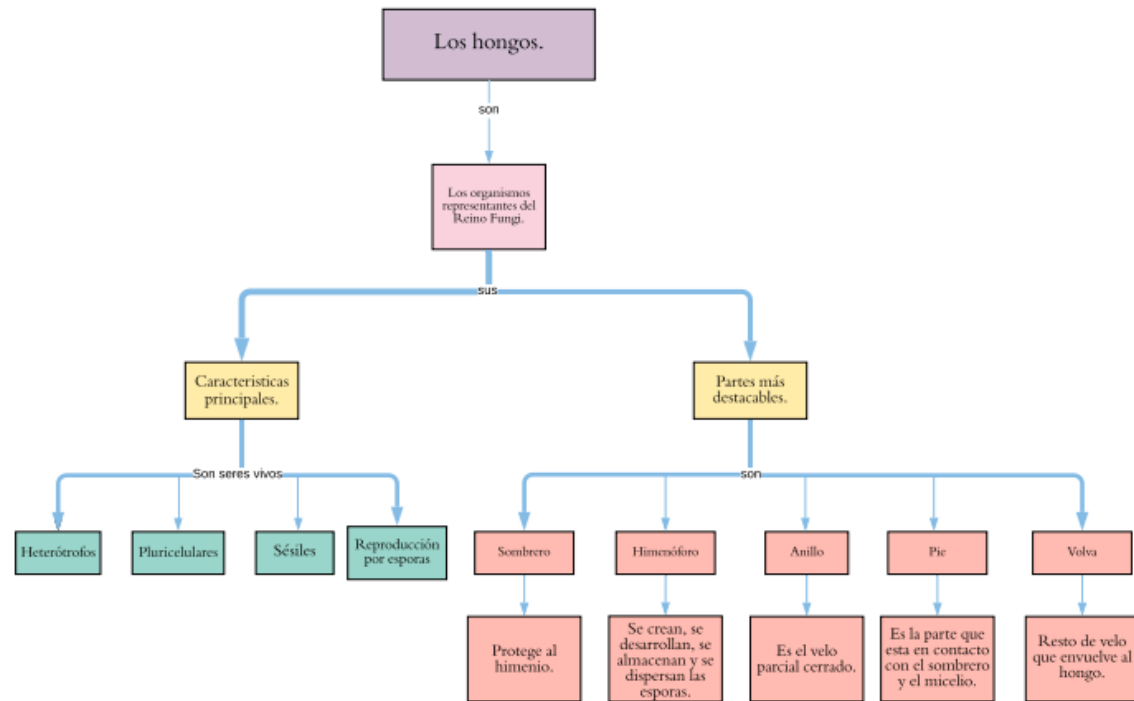 Los hongos.
son
Los organismos
representantes del
Reino Fungi.
sus
Caracteristicas
principales.
Partes más
destacables.
Son seres vivos
son
Heterótrofos
Pluricelulares
Sésiles
Reproducción
por esporas
Sombrero
Himenóforo
Anillo
Pie
Volva
Protege al
himenio.
Se crean, se
desarrollan, se
almacenan y se
dispersan las
esporas.
Es el velo
parcial cerrado.
Es la parte que
esta en contacto
con el sombrero
y el micelio.
Resto de velo
que envuelve al
hongo.